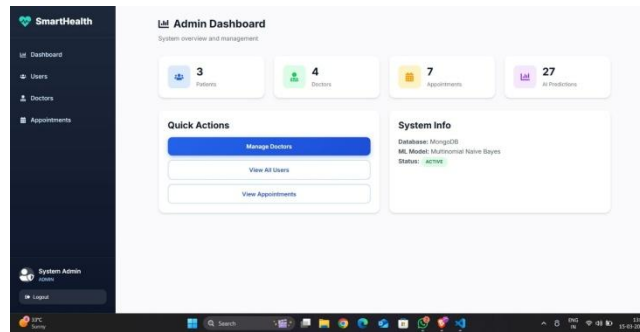 SmartHealth
Dashboard
Users
Doctors
Appointments
System Admin
ADMIN
Logout
Admin Dashboard
System overview and management
3
Patients
4
Doctors
7
Appointments
27
AI Predictions
Quick Actions
Manage Doctors
View All Users
View Appointments
System Info
Database: MongoDB
ML Model: Multinomial Naive Bayes
Status: ACTIVE
33°C
Sunny
Search
ENG
IN